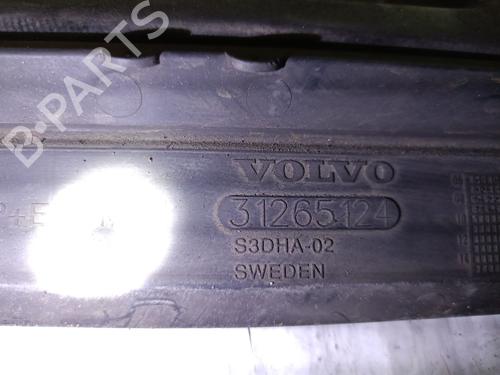 B-PARTS
VOLVO
31265124
S3DHA-02
SWEDEN